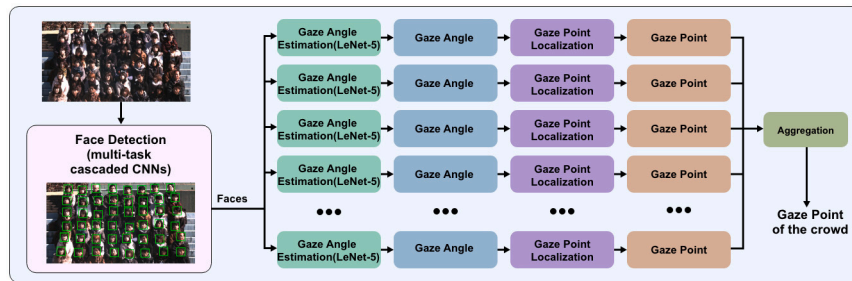 Face Detection
(multi-task
cascaded CNNs)
Faces
Gaze Angle
Estimation(LeNet-5)
Gaze Angle
Gaze Point
Localization
Gaze Point
Gaze Angle
Estimation(LeNet-5)
Gaze Angle
Gaze Point
Localization
Gaze Point
Gaze Angle
Estimation(LeNet-5)
Gaze Angle
Gaze Point
Localization
Gaze Point
Gaze Angle
Estimation(LeNet-5)
Gaze Angle
Gaze Point
Localization
Gaze Point
Gaze Angle
Estimation(LeNet-5)
Gaze Angle
Gaze Point
Localization
Gaze Point
Aggregation
Gaze Point
of the crowd